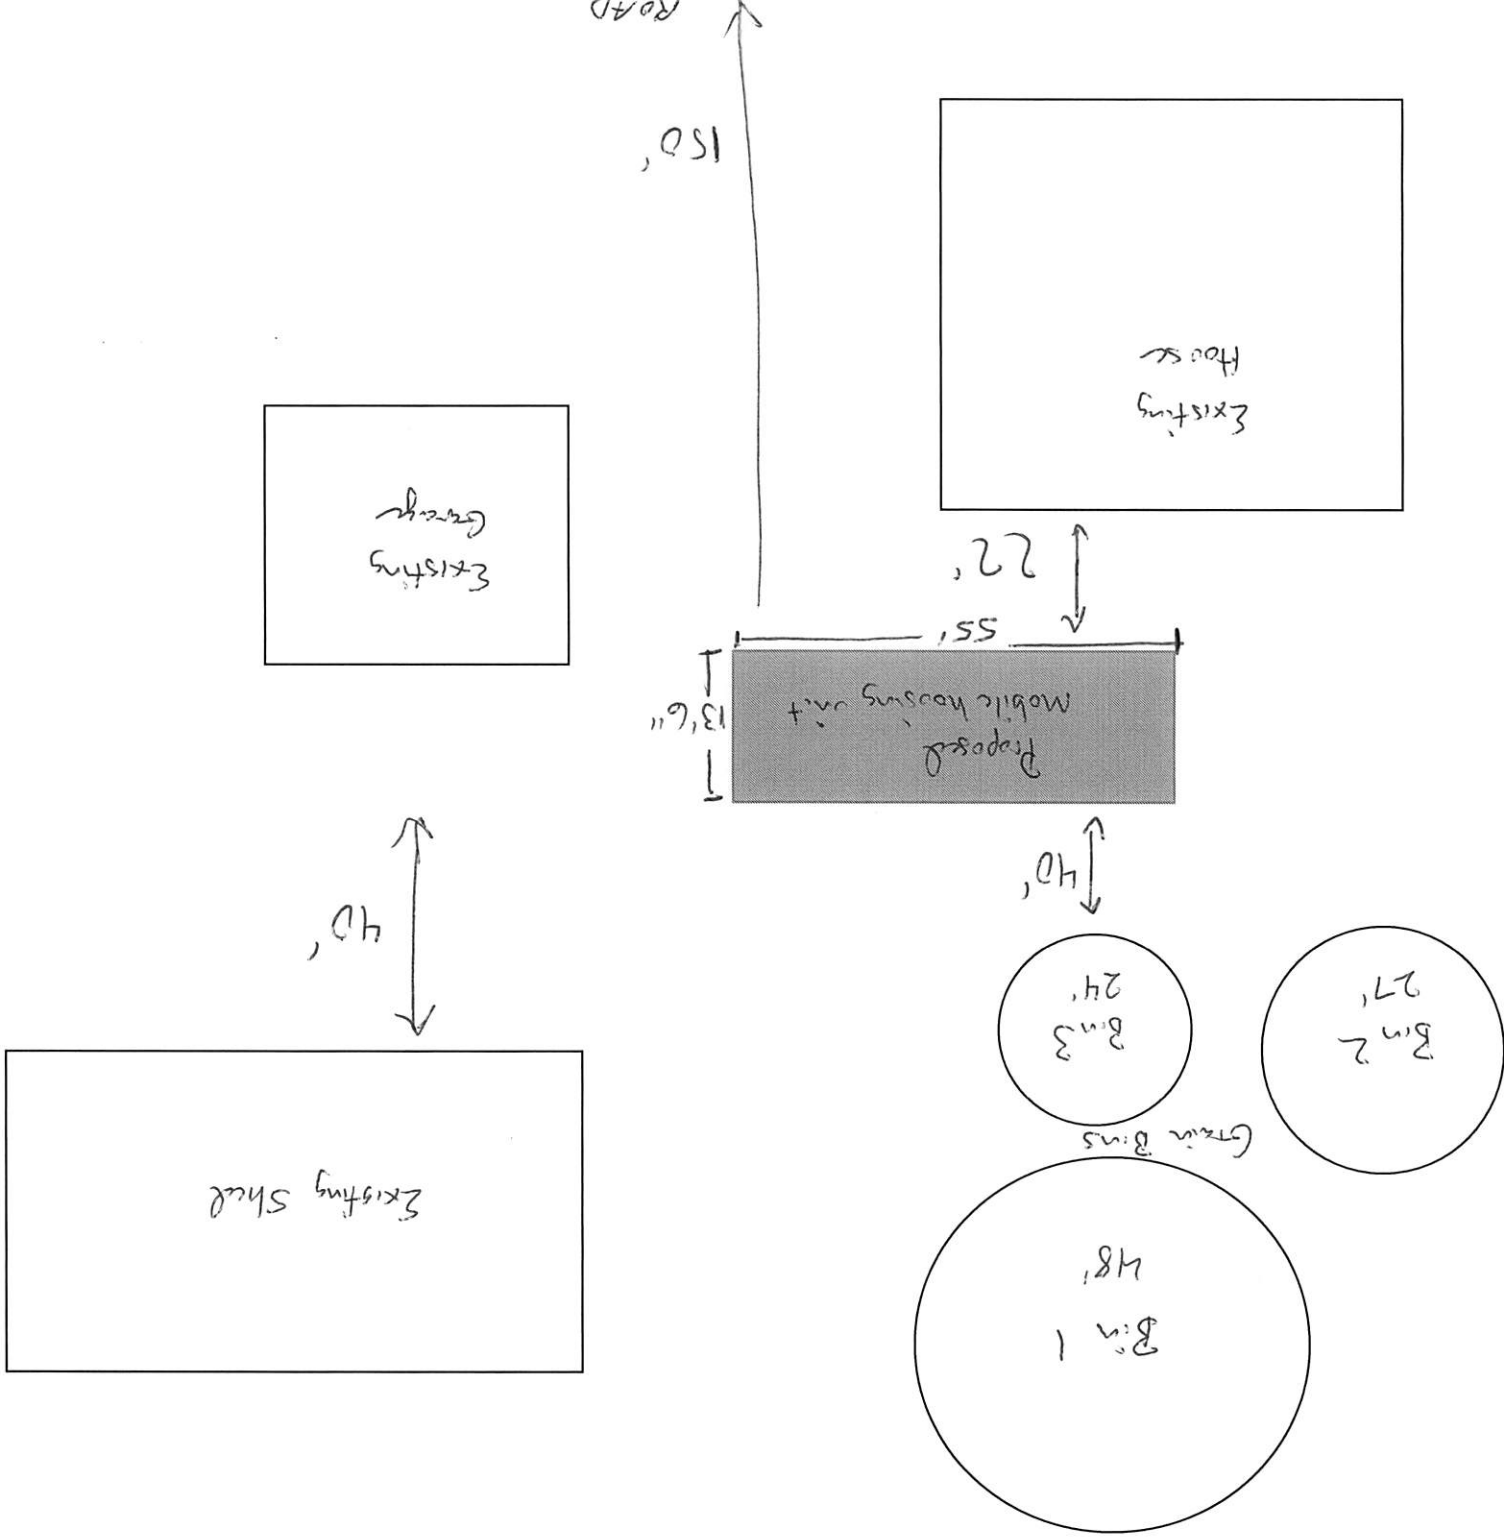 Bin 1
48'
Grain Bins
Bin 2
27'
Bin 3
24'
Existing Shed
40'
40'
Proposed
Mobile housing unit
13'6"
55'
22'
Existing
Garage
Existing
House
150'
ROAD